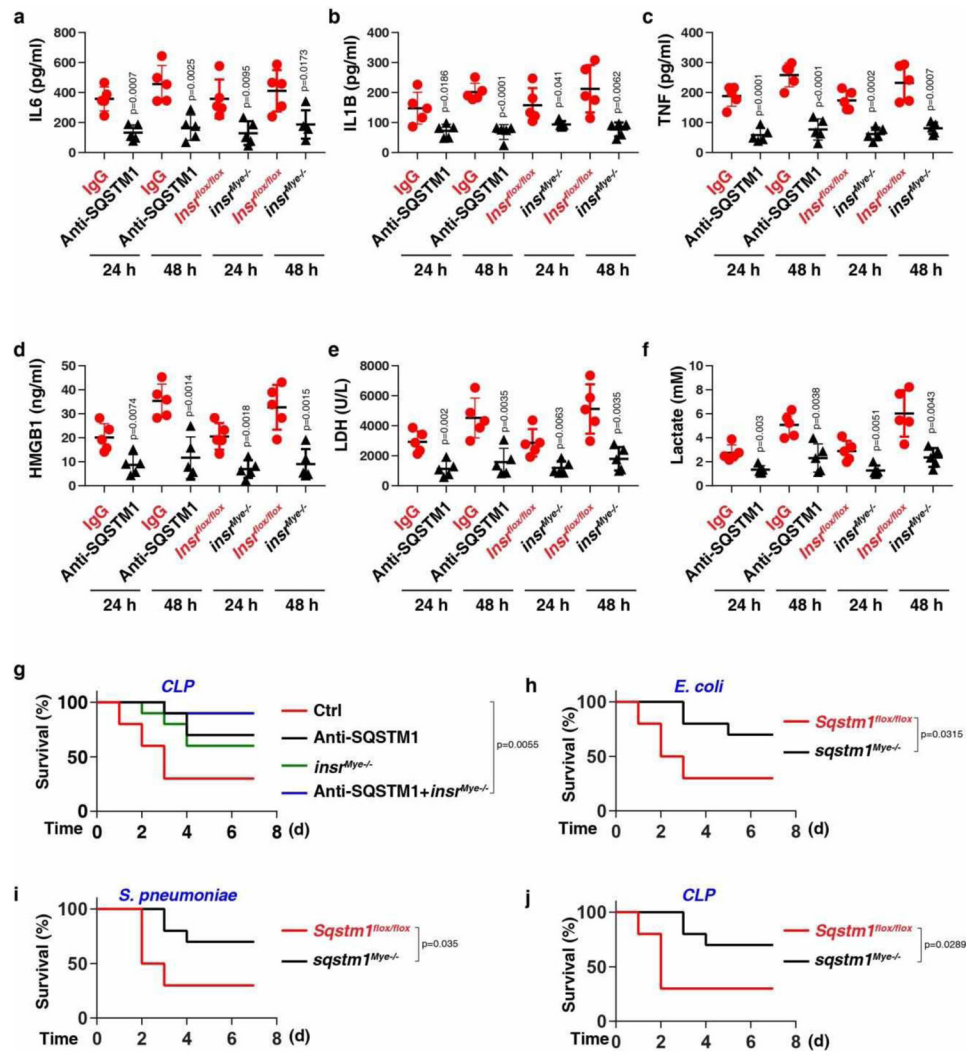 a
IL6 (pg/ml)
800
600
400
200
0
p=0.0007
p=0.0025
p=0.0095
p=0.0173
IgG
Anti-SQSTM1
IgG
Anti-SQSTM1
Insrflox/flox
insrMye-/-
Insrflox/flox
insrMye-/-
24 h
48 h
24 h
48 h
b
IL1B (pg/ml)
400
300
200
100
0
p=0.0186
p<0.0001
p=0.041
p=0.0062
IgG
Anti-SQSTM1
IgG
Anti-SQSTM1
Insrflox/flox
insrMye-/-
Insrflox/flox
insrMye-/-
24 h
48 h
24 h
48 h
c
TNF (pg/ml)
400
300
200
100
0
p=0.0001
p<0.0001
p=0.0002
p=0.0007
IgG
Anti-SQSTM1
IgG
Anti-SQSTM1
Insrflox/flox
insrMye-/-
Insrflox/flox
insrMye-/-
24 h
48 h
24 h
48 h
d
HMGB1 (ng/ml)
50
40
30
20
10
0
p=0.0074
p=0.0014
p=0.0018
p=0.0015
IgG
Anti-SQSTM1
IgG
Anti-SQSTM1
Insrflox/flox
insrMye-/-
Insrflox/flox
insrMye-/-
24 h
48 h
24 h
48 h
e
LDH (U/L)
8000
6000
4000
2000
0
p=0.002
p=0.0035
p=0.0063
p=0.0035
IgG
Anti-SQSTM1
IgG
Anti-SQSTM1
Insrflox/flox
insrMye-/-
Insrflox/flox
insrMye-/-
24 h
48 h
24 h
48 h
f
Lactate (mM)
10
8
6
4
2
0
p=0.003
p=0.0038
p=0.0051
p=0.0043
IgG
Anti-SQSTM1
IgG
Anti-SQSTM1
Insrflox/flox
insrMye-/-
Insrflox/flox
insrMye-/-
24 h
48 h
24 h
48 h
g
CLP
Survival (%)
100
50
0
Time
0 2 4 6 8 (d)
Ctrl
Anti-SQSTM1
insrMye-/-
Anti-SQSTM1+insrMye-/-
p=0.0055
h
E. coli
Survival (%)
100
50
0
Time
0 2 4 6 8 (d)
Sqstm1flox/flox
sqstm1Mye-/-
p=0.0315
i
S. pneumoniae
Survival (%)
100
50
0
Time
0 2 4 6 8 (d)
Sqstm1flox/flox
sqstm1Mye-/-
p=0.035
j
CLP
Survival (%)
100
50
0
Time
0 2 4 6 8 (d)
Sqstm1flox/flox
sqstm1Mye-/-
p=0.0289